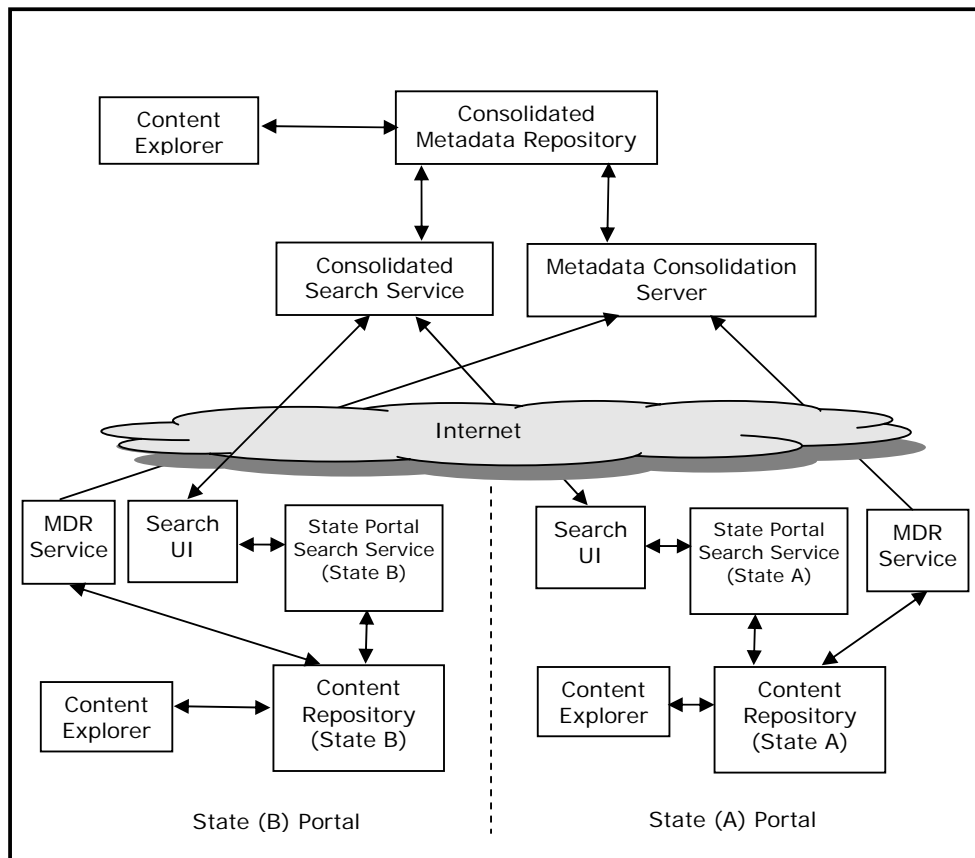 Content
Explorer
Consolidated
Metadata Repository
Consolidated
Search Service
Metadata Consolidation
Server
Internet
MDR
Service
Search
UI
State Portal
Search Service
(State B)
Search
UI
State Portal
Search Service
(State A)
MDR
Service
Content
Explorer
Content
Repository
(State B)
Content
Explorer
Content
Repository
(State A)
State (B) Portal
State (A) Portal